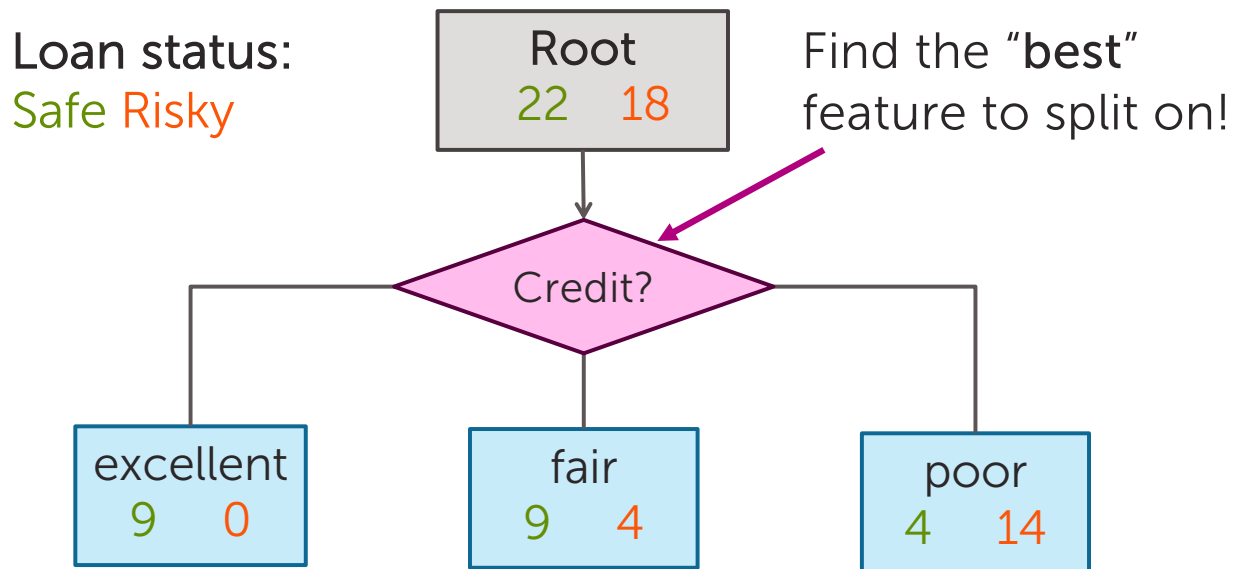 Loan status:
Safe Risky
Root
22 18
Find the “best”
feature to split on!
Credit?
excellent
9 0
fair
9 4
poor
4 14